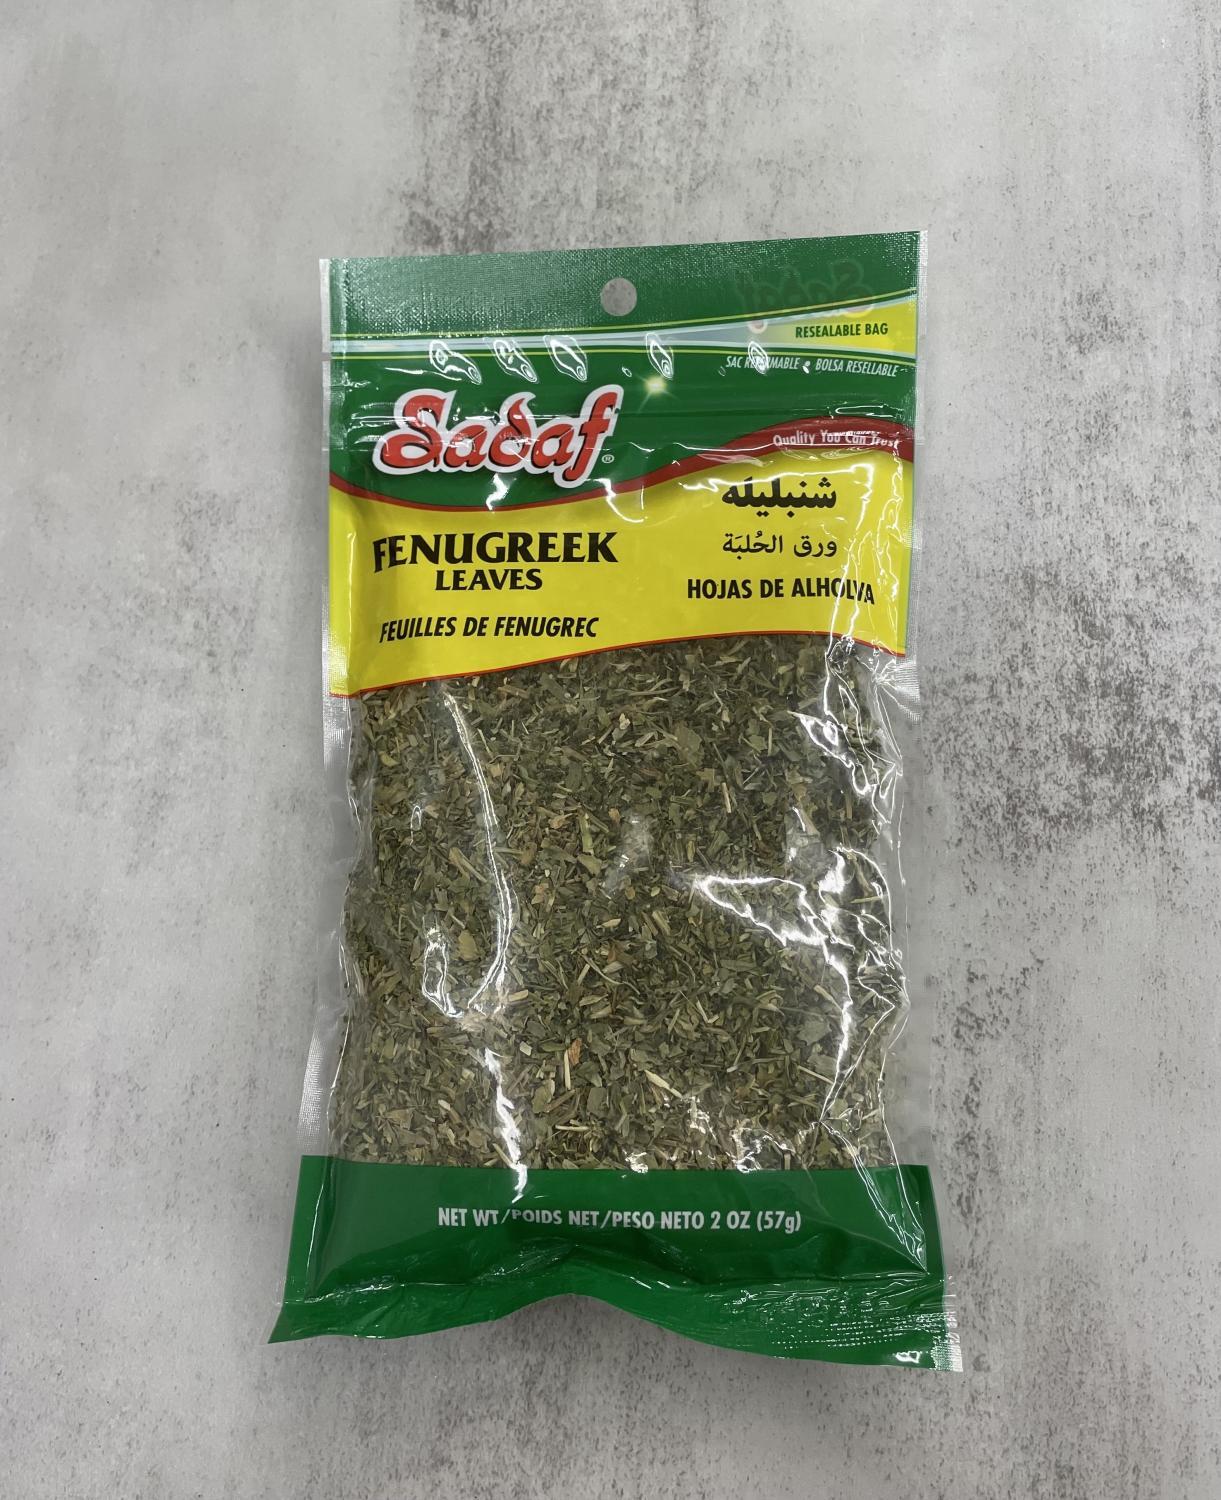 RESEALABLE BAG
SAC REFERMABLE • BOLSA RESELLABLE
Sadaf®
Quality You Can Trust
شنبلیله
ورق الحُلبَة
FENUGREEK
LEAVES
HOJAS DE ALHOLVA
FEUILLES DE FENUGREC
NET WT/POIDS NET/PESO NETO 2 OZ (57g)